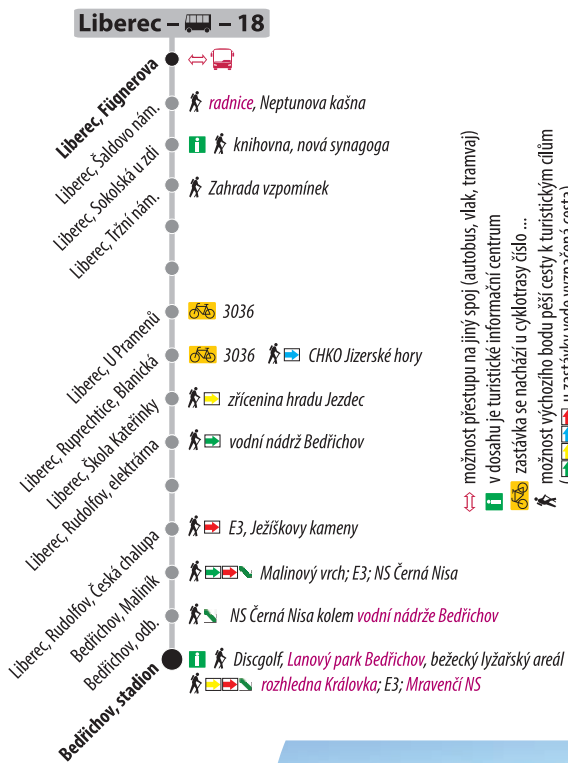 Liberec – – 18
Liberec, Fügnerova
Liberec, Šaldovo nám.
radnice, Neptunova kašna
Liberec, Sokolská u zdi
i knihovna, nová synagoga
Liberec, Tržní nám.
Zahrada vzpomínek
Liberec, U Pramenů
3036
Liberec, Ruprechtice, Blanická
3036 CHKO Jizerské hory
Liberec, Škola Kateřinky
zřícenina hradu Jezdec
Liberec, Rudolfov, elektrárna
vodní nádrž Bedřichov
Liberec, Rudolfov, Česká chalupa
E3, Ježíškovy kameny
Bedřichov, Maliník
Malinový vrch; E3; NS Černá Nisa
Bedřichov, odb.
NS Černá Nisa kolem vodní nádrže Bedřichov
Bedřichov, stadion
i Discgolf, Lanový park Bedřichov, bežecký lyžařský areál
rozhledna Královka; E3; Mravenčí NS
možnost přestupu na jiný spoj (autobus, vlak, tramvaj)
i v dosahu je turistické informační centrum
zastávka se nachází u cyklotrasy číslo ...
možnost výchozího bodu pěší cesty k turistickým cílům
( u zastávky vede vyznačená cesta)